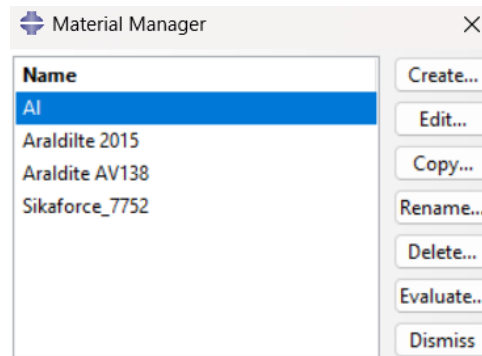 Material Manager
Name
Al
Araldilte 2015
Araldite AV138
Sikaforce_7752
Create...
Edit...
Copy...
Rename...
Delete...
Evaluate..
Dismiss